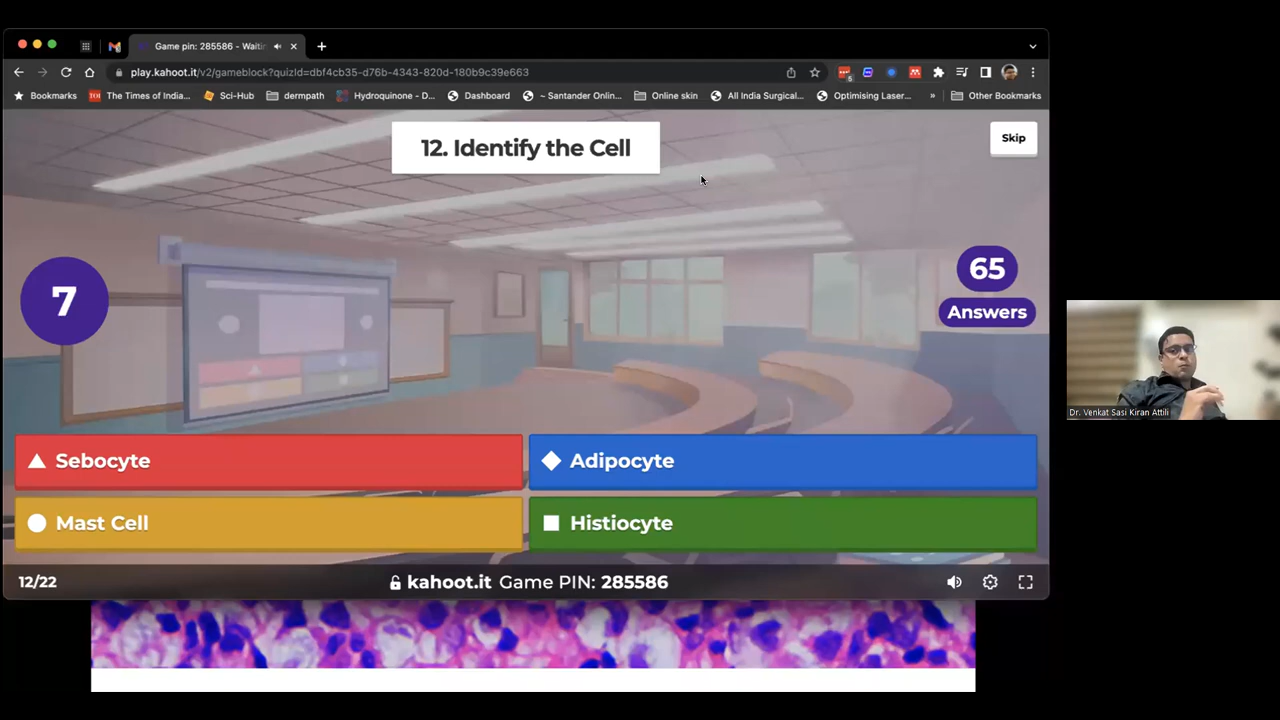 Game pin: 285586 - Waitin
play.kahoot.it/v2/gameblock?quizId=dbf4cb35-d76b-4343-820d-180b9c39e663
5
Bookmarks TOI The Times of India... Sci-Hub dermpath Hydroquinone - D... Dashboard ~ Santander Onlin... Online skin All India Surgical... Optimising Laser... » Other Bookmarks
12. Identify the Cell
Skip
7
65
Answers
Sebocyte
Adipocyte
Mast Cell
Histiocyte
12/22
kahoot.it Game PIN: 285586
Dr. Venkat Sasi Kiran Attili